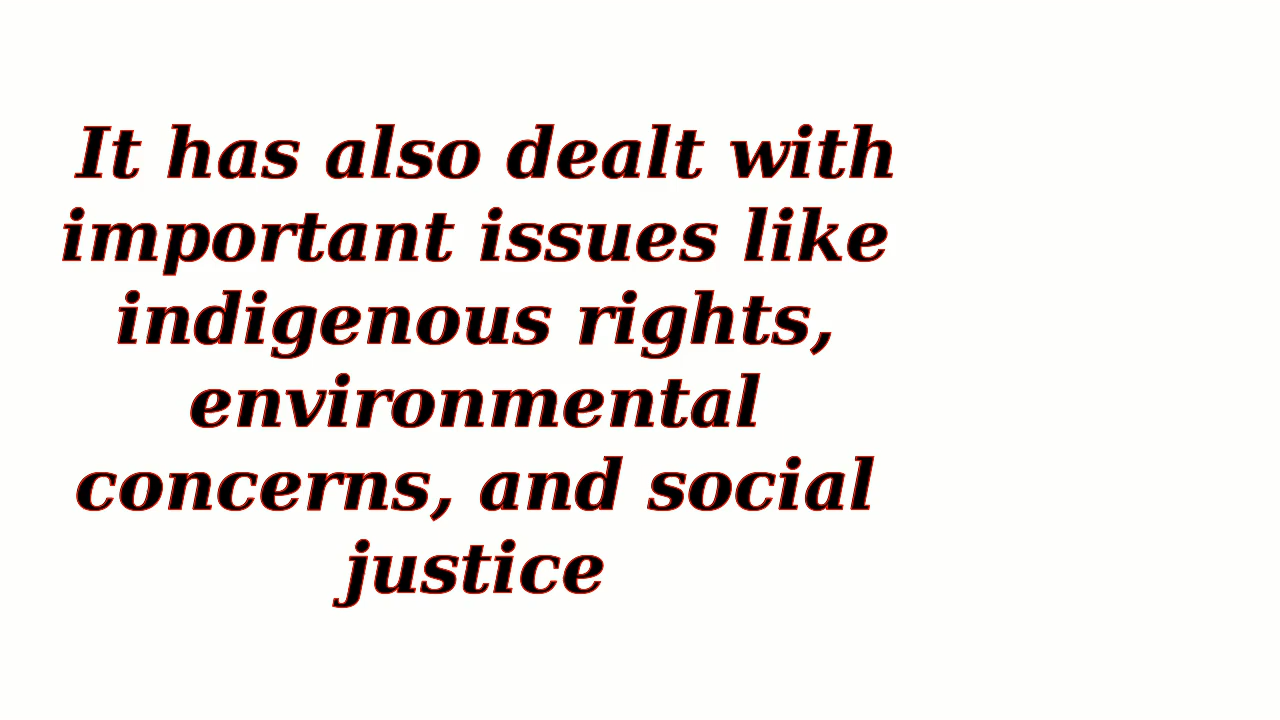 It has also dealt with
important issues like
indigenous rights,
environmental
concerns, and social
justice